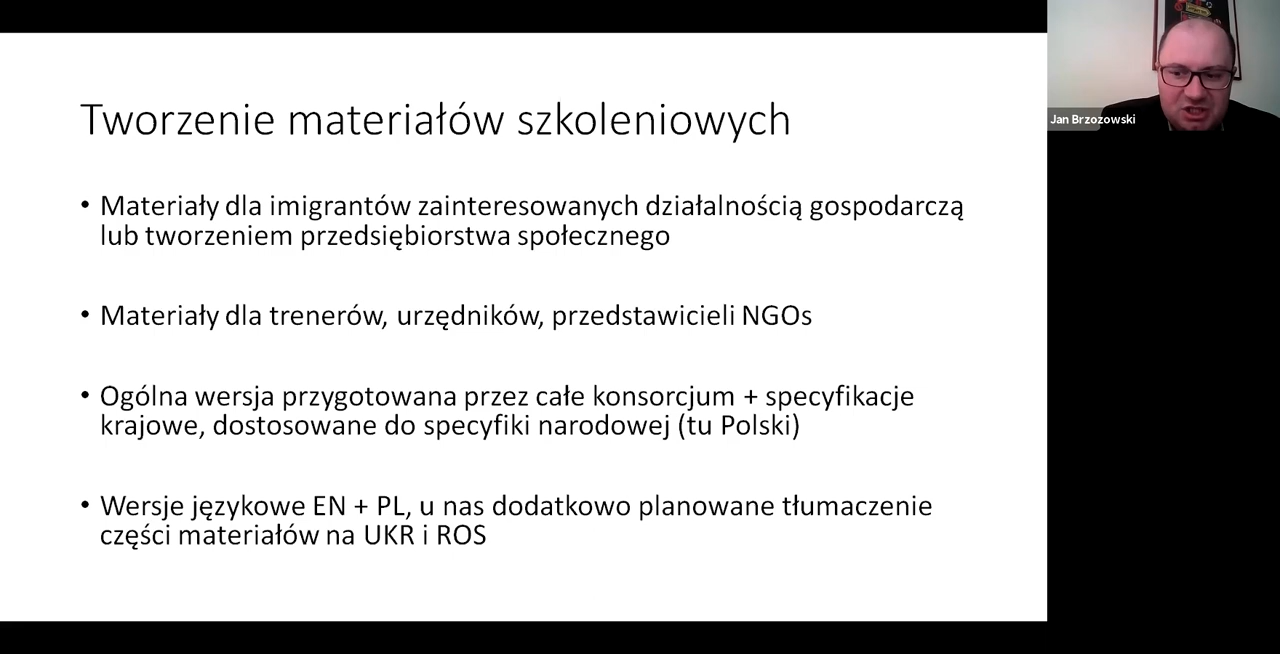 Tworzenie materiałów szkoleniowych
• Materiały dla imigrantów zainteresowanych działalnością gospodarczą
lub tworzeniem przedsiębiorstwa społecznego
• Materiały dla trenerów, urzędników, przedstawicieli NGOs
• Ogólna wersja przygotowana przez całe konsorcjum + specyfikacje
krajowe, dostosowane do specyfiki narodowej (tu Polski)
• Wersje językowe EN + PL, u nas dodatkowo planowane tłumaczenie
części materiałów na UKR i ROS
Jan Brzozowski